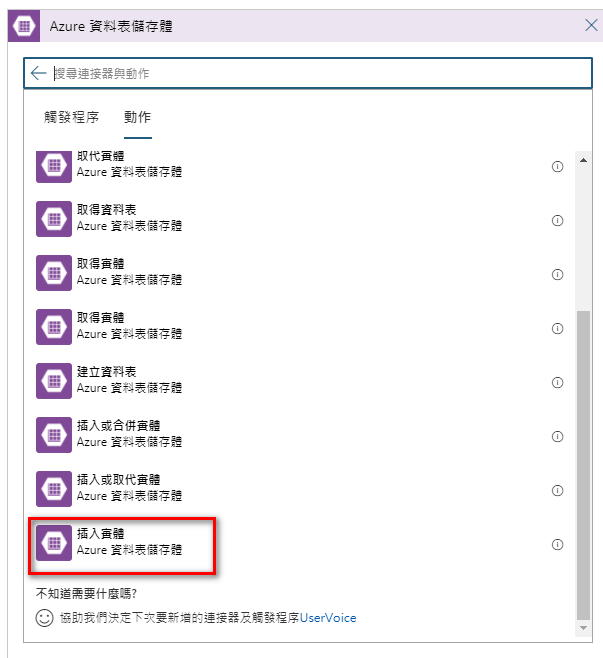 Azure 資料表儲存體
搜尋連接器與動作
觸發程序 動作
取代實體
Azure 資料表儲存體
取得資料表
Azure 資料表儲存體
取得實體
Azure 資料表儲存體
取得實體
Azure 資料表儲存體
建立資料表
Azure 資料表儲存體
插入或合併實體
Azure 資料表儲存體
插入或取代實體
Azure 資料表儲存體
插入實體
Azure 資料表儲存體
不知道需要什麼嗎?
協助我們決定下次要新增的連接器及觸發程序UserVoice